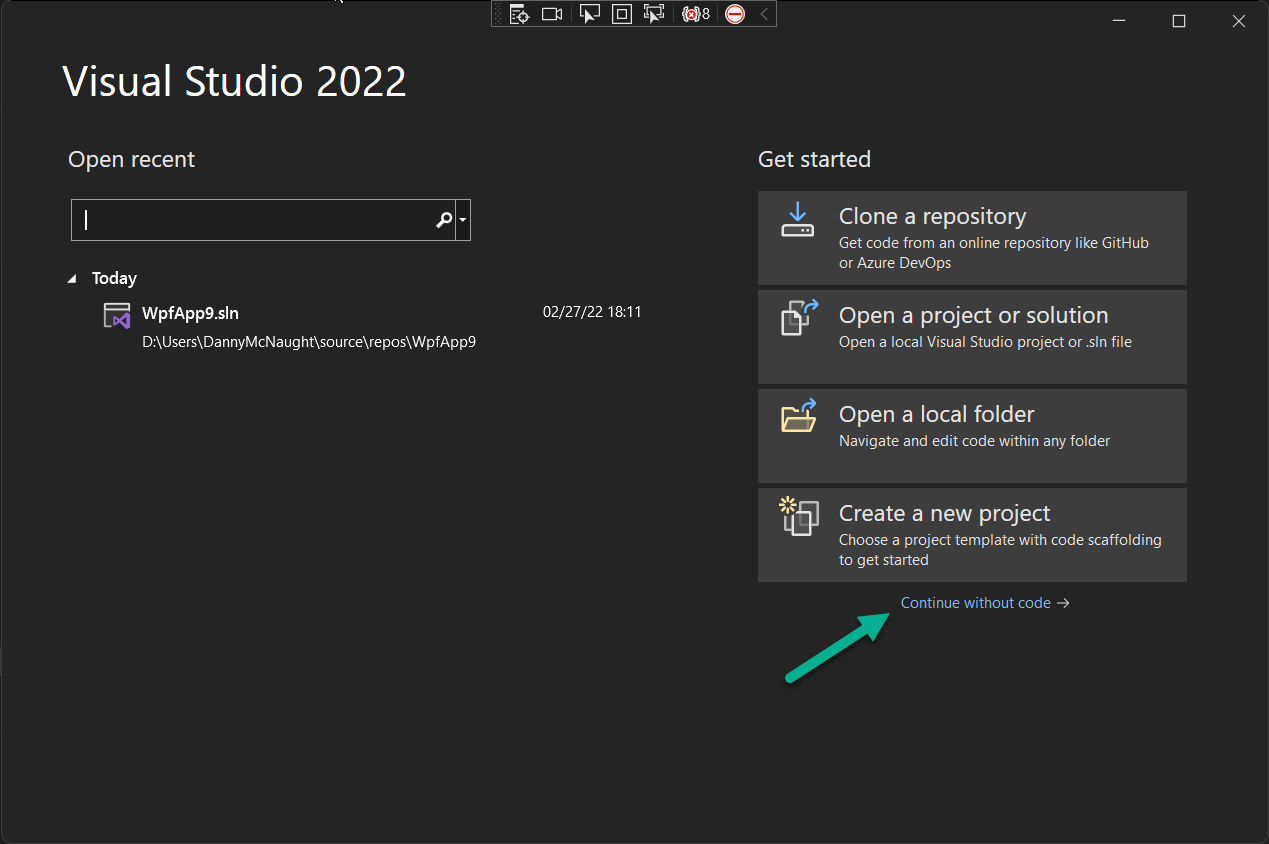 8
Visual Studio 2022
Open recent
Today
WpfApp9.sln
02/27/22 18:11
D:\Users\DannyMcNaught\source\repos\WpfApp9
Get started
Clone a repository
Get code from an online repository like GitHub
or Azure DevOps
Open a project or solution
Open a local Visual Studio project or .sln file
Open a local folder
Navigate and edit code within any folder
Create a new project
Choose a project template with code scaffolding
to get started
Continue without code →